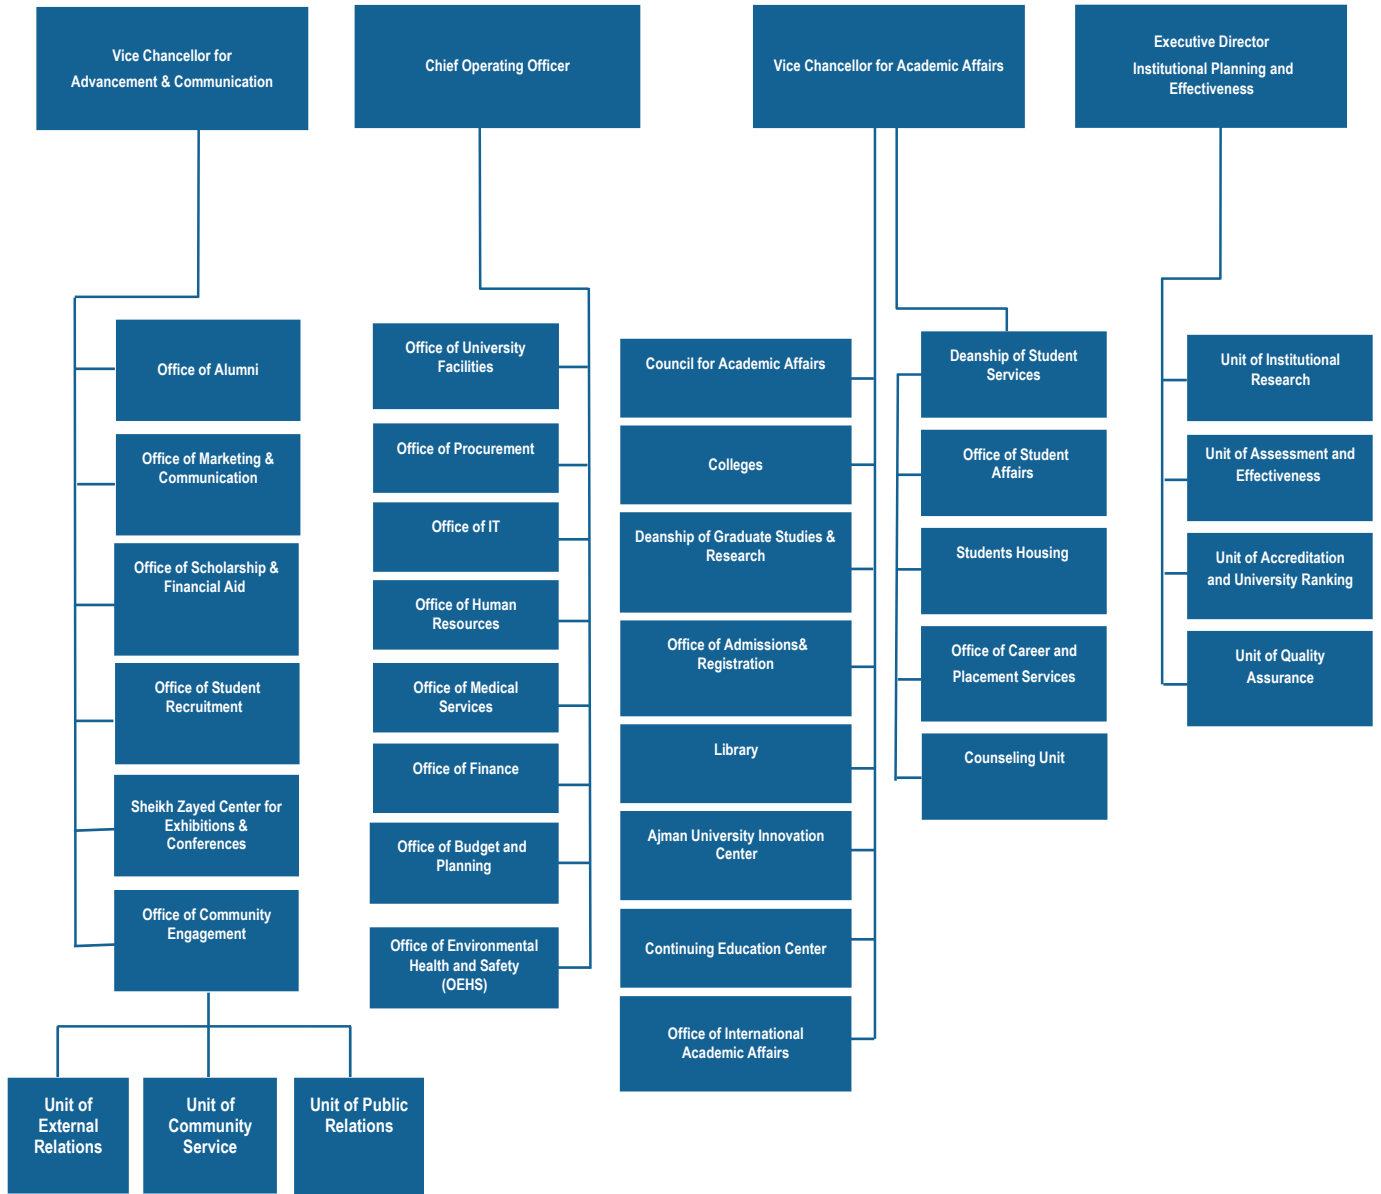 Vice Chancellor for
Advancement & Communication
Chief Operating Officer
Vice Chancellor for Academic Affairs
Executive Director
Institutional Planning and
Effectiveness
Office of Alumni
Office of Marketing &
Communication
Office of Scholarship &
Financial Aid
Office of Student
Recruitment
Sheikh Zayed Center for
Exhibitions &
Conferences
Office of Community
Engagement
Unit of
External
Relations
Unit of
Community
Service
Unit of Public
Relations
Office of University
Facilities
Office of Procurement
Office of IT
Office of Human
Resources
Office of Medical
Services
Office of Finance
Office of Budget and
Planning
Office of Environmental
Health and Safety
(OEHS)
Council for Academic Affairs
Colleges
Deanship of Graduate Studies &
Research
Office of Admissions&
Registration
Library
Ajman University Innovation
Center
Continuing Education Center
Office of International
Academic Affairs
Deanship of Student
Services
Office of Student
Affairs
Students Housing
Office of Career and
Placement Services
Counseling Unit
Unit of Institutional
Research
Unit of Assessment and
Effectiveness
Unit of Accreditation
and University Ranking
Unit of Quality
Assurance